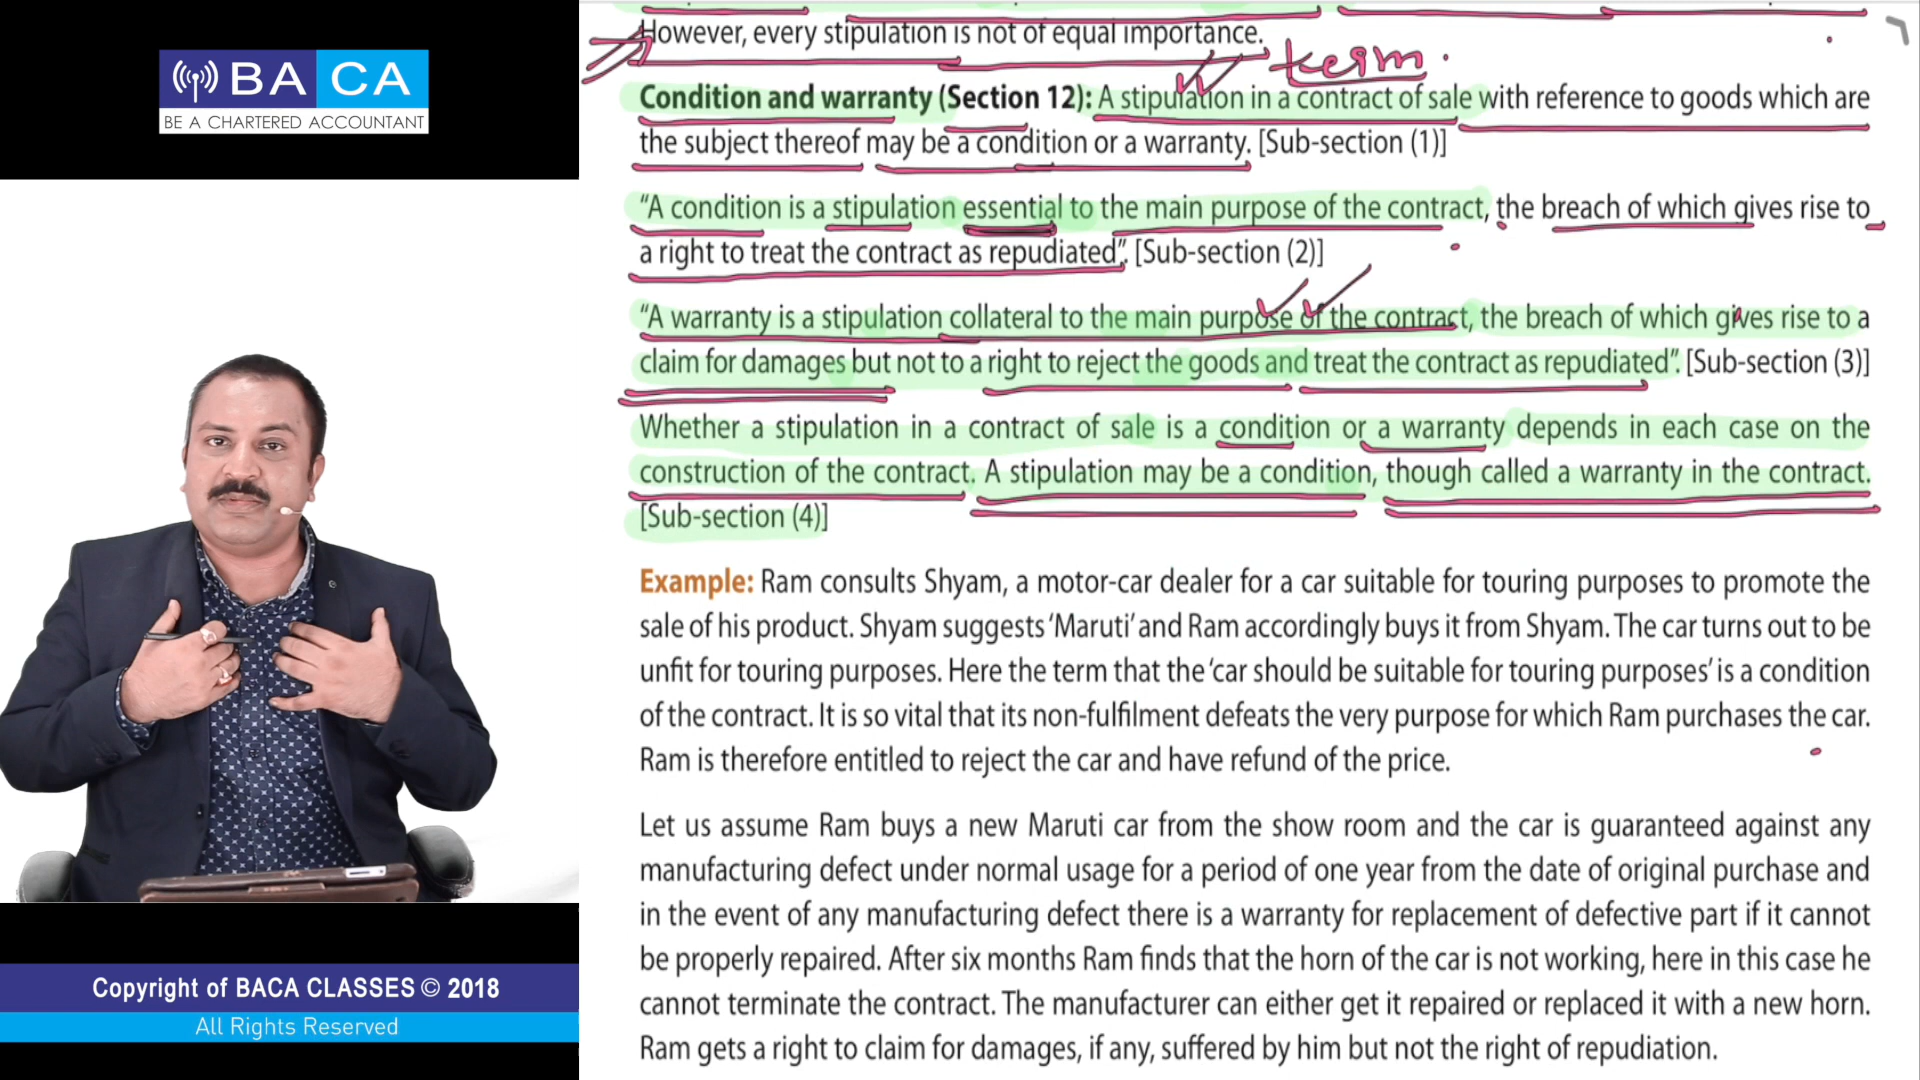 BA CA
BE A CHARTERED ACCOUNTANT
However, every stipulation is not of equal importance.
term
Condition and warranty (Section 12): A stipulation in a contract of sale with reference to goods which are
the subject thereof may be a condition or a warranty. [Sub-section (1)]
“A condition is a stipulation essential to the main purpose of the contract, the breach of which gives rise to
a right to treat the contract as repudiated”. [Sub-section (2)]
“A warranty is a stipulation collateral to the main purpose of the contract, the breach of which gives rise to a
claim for damages but not to a right to reject the goods and treat the contract as repudiated”. [Sub-section (3)]
Whether a stipulation in a contract of sale is a condition or a warranty depends in each case on the
construction of the contract. A stipulation may be a condition, though called a warranty in the contract.
[Sub-section (4)]
Example: Ram consults Shyam, a motor-car dealer for a car suitable for touring purposes to promote the
sale of his product. Shyam suggests ‘Maruti’ and Ram accordingly buys it from Shyam. The car turns out to be
unfit for touring purposes. Here the term that the ‘car should be suitable for touring purposes’ is a condition
of the contract. It is so vital that its non-fulfilment defeats the very purpose for which Ram purchases the car.
Ram is therefore entitled to reject the car and have refund of the price.
Let us assume Ram buys a new Maruti car from the show room and the car is guaranteed against any
manufacturing defect under normal usage for a period of one year from the date of original purchase and
in the event of any manufacturing defect there is a warranty for replacement of defective part if it cannot
be properly repaired. After six months Ram finds that the horn of the car is not working, here in this case he
cannot terminate the contract. The manufacturer can either get it repaired or replaced it with a new horn.
Ram gets a right to claim for damages, if any, suffered by him but not the right of repudiation.
Copyright of BACA CLASSES © 2018
All Rights Reserved